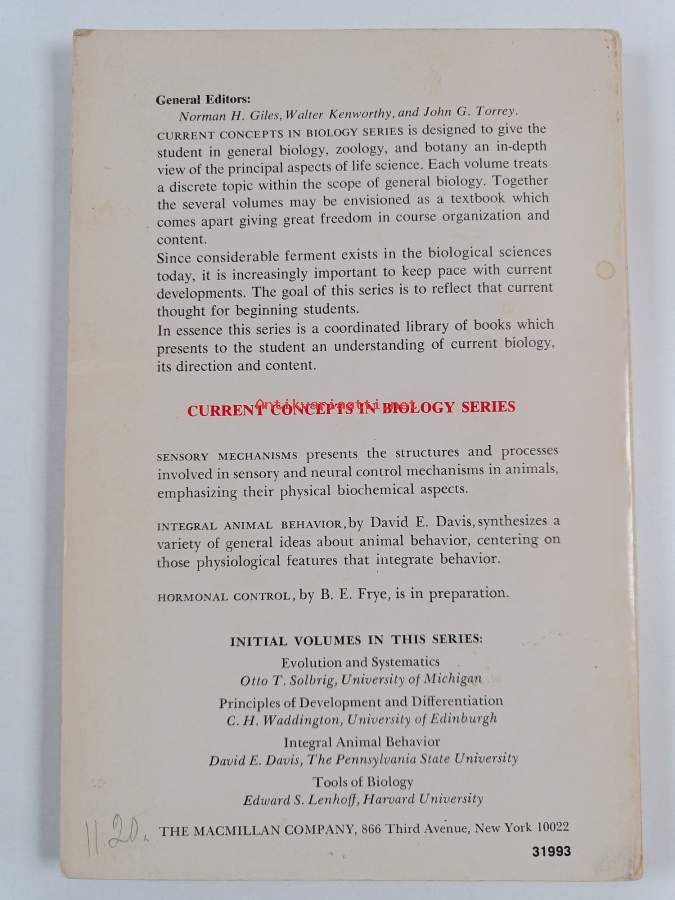 General Editors:
Norman H. Giles, Walter Kenworthy, and John G. Torrey.
CURRENT CONCEPTS IN BIOLOGY SERIES is designed to give the
student in general biology, zoology, and botany an in-depth
view of the principal aspects of life science. Each volume treats
a discrete topic within the scope of general biology. Together
the several volumes may be envisioned as a textbook which
comes apart giving great freedom in course organization and
content.
Since considerable ferment exists in the biological sciences
today, it is increasingly important to keep pace with current
developments. The goal of this series is to reflect that current
thought for beginning students.
In essence this series is a coordinated library of books which
presents to the student an understanding of current biology,
its direction and content.
Antikvarinetti.net
CURRENT CONCEPTS IN BIOLOGY SERIES
SENSORY MECHANISMS presents the structures and processes
involved in sensory and neural control mechanisms in animals,
emphasizing their physical biochemical aspects.
INTEGRAL ANIMAL BEHAVIOR, by David E. Davis, synthesizes a
variety of general ideas about animal behavior, centering on
those physiological features that integrate behavior.
HORMONAL CONTROL, by B. E. Frye, is in preparation.
INITIAL VOLUMES IN THIS SERIES:
Evolution and Systematics
Otto T. Solbrig, University of Michigan
Principles of Development and Differentiation
C. H. Waddington, University of Edinburgh
Integral Animal Behavior
David E. Davis, The Pennsylvania State University
Tools of Biology
Edward S. Lenhoff, Harvard University
11.20.
THE MACMILLAN COMPANY, 866 Third Avenue, New York 10022
31993